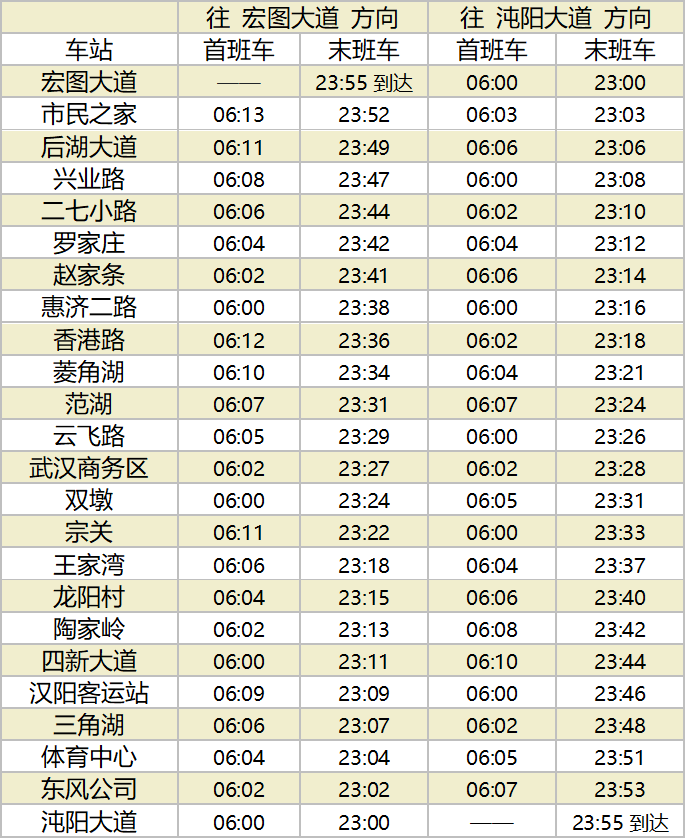 往 宏图大道 方向 往 沌阳大道 方向
车站 首班车 末班车 首班车 末班车
宏图大道 —— 23:55 到达 06:00 23:00
市民之家 06:13 23:52 06:03 23:03
后湖大道 06:11 23:49 06:06 23:06
兴业路 06:08 23:47 06:00 23:08
二七小路 06:06 23:44 06:02 23:10
罗家庄 06:04 23:42 06:04 23:12
赵家条 06:02 23:41 06:06 23:14
惠济二路 06:00 23:38 06:00 23:16
香港路 06:12 23:36 06:02 23:18
菱角湖 06:10 23:34 06:04 23:21
范湖 06:07 23:31 06:07 23:24
云飞路 06:05 23:29 06:00 23:26
武汉商务区 06:02 23:27 06:02 23:28
双墩 06:00 23:24 06:05 23:31
宗关 06:11 23:22 06:00 23:33
王家湾 06:06 23:18 06:04 23:37
龙阳村 06:04 23:15 06:06 23:40
陶家岭 06:02 23:13 06:08 23:42
四新大道 06:00 23:11 06:10 23:44
汉阳客运站 06:09 23:09 06:00 23:46
三角湖 06:06 23:07 06:02 23:48
体育中心 06:04 23:04 06:05 23:51
东风公司 06:02 23:02 06:07 23:53
沌阳大道 06:00 23:00 —— 23:55 到达